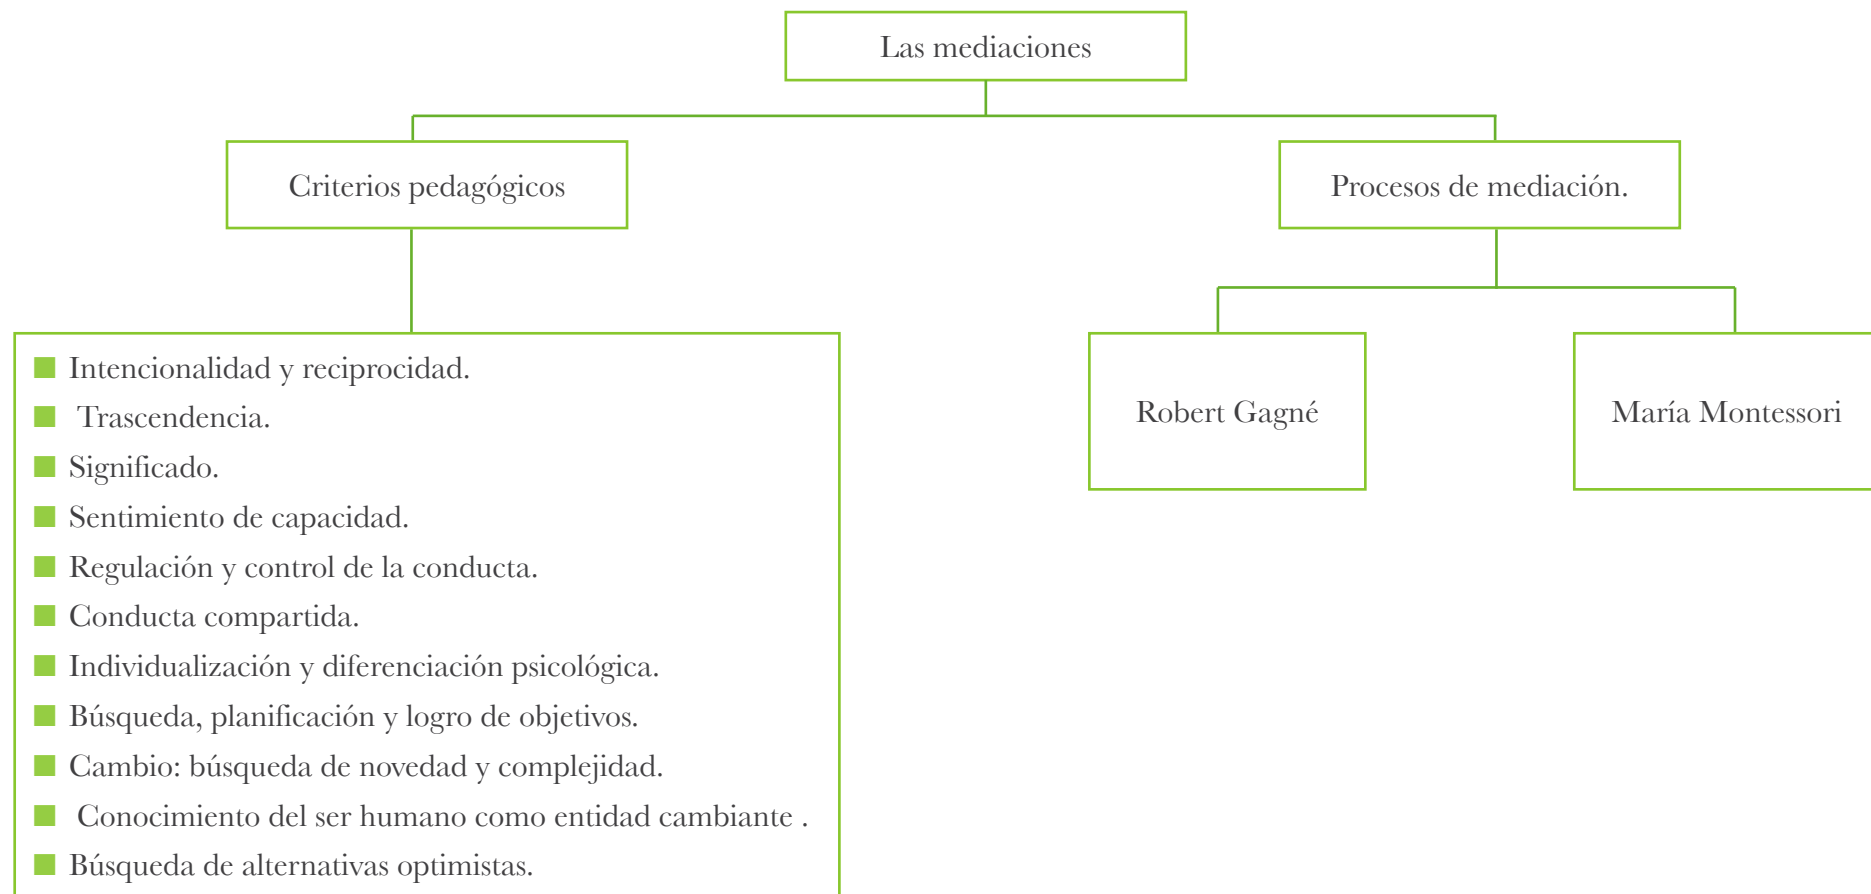 Las mediaciones
Criterios pedagógicos
Procesos de mediación.
Intencionalidad y reciprocidad.
Trascendencia.
Significado.
Sentimiento de capacidad.
Regulación y control de la conducta.
Conducta compartida.
Individualización y diferenciación psicológica.
Búsqueda, planificación y logro de objetivos.
Cambio: búsqueda de novedad y complejidad.
Conocimiento del ser humano como entidad cambiante .
Búsqueda de alternativas optimistas.
Robert Gagné
María Montessori